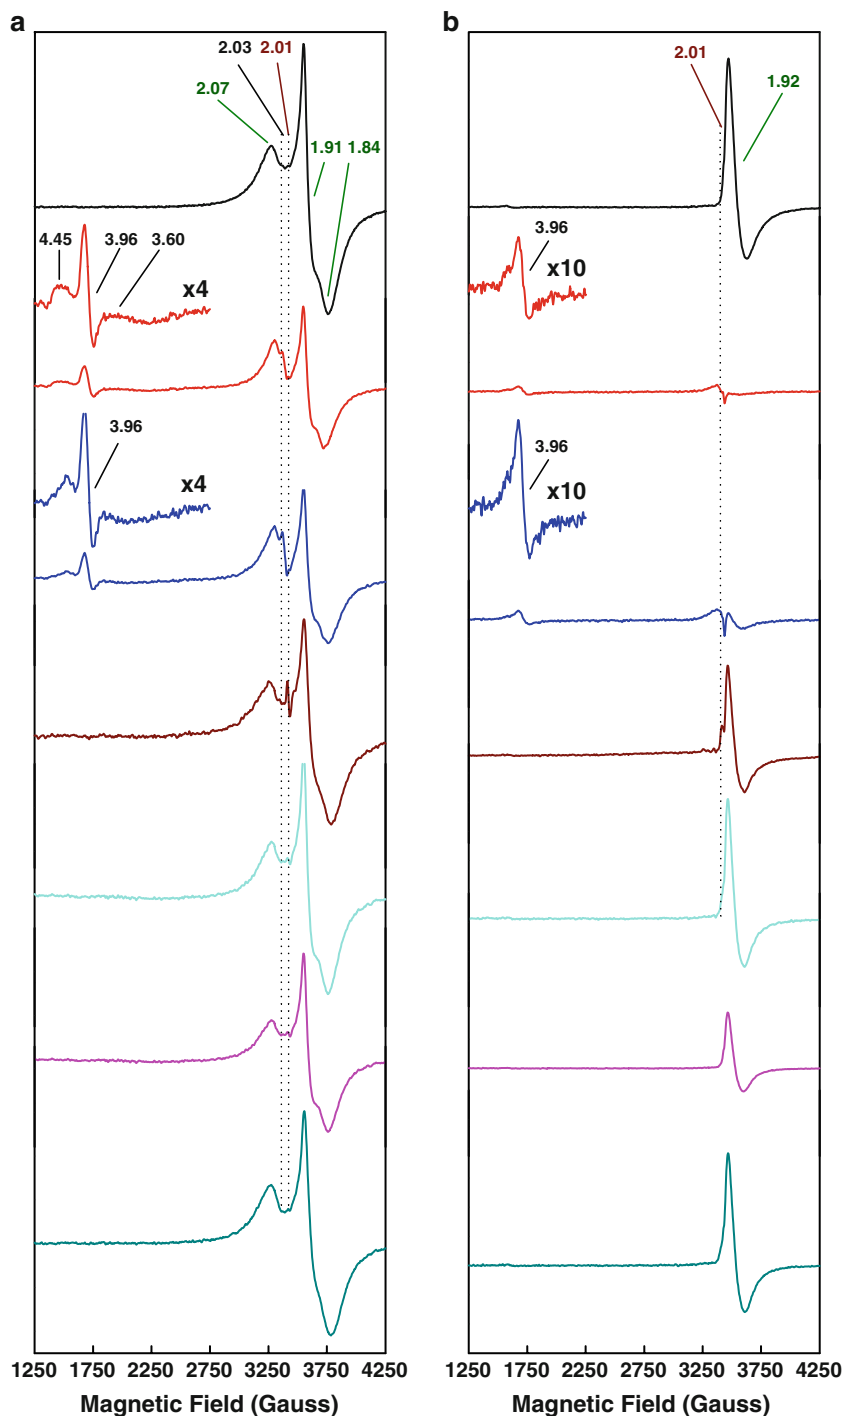 a
2.03 2.01
2.07
1.91 1.84
4.45 3.96 3.60
x4
3.96
x4
1250 1750 2250 2750 3250 3750 4250
Magnetic Field (Gauss)
b
2.01
1.92
3.96
x10
3.96
x10
1250 1750 2250 2750 3250 3750 4250
Magnetic Field (Gauss)